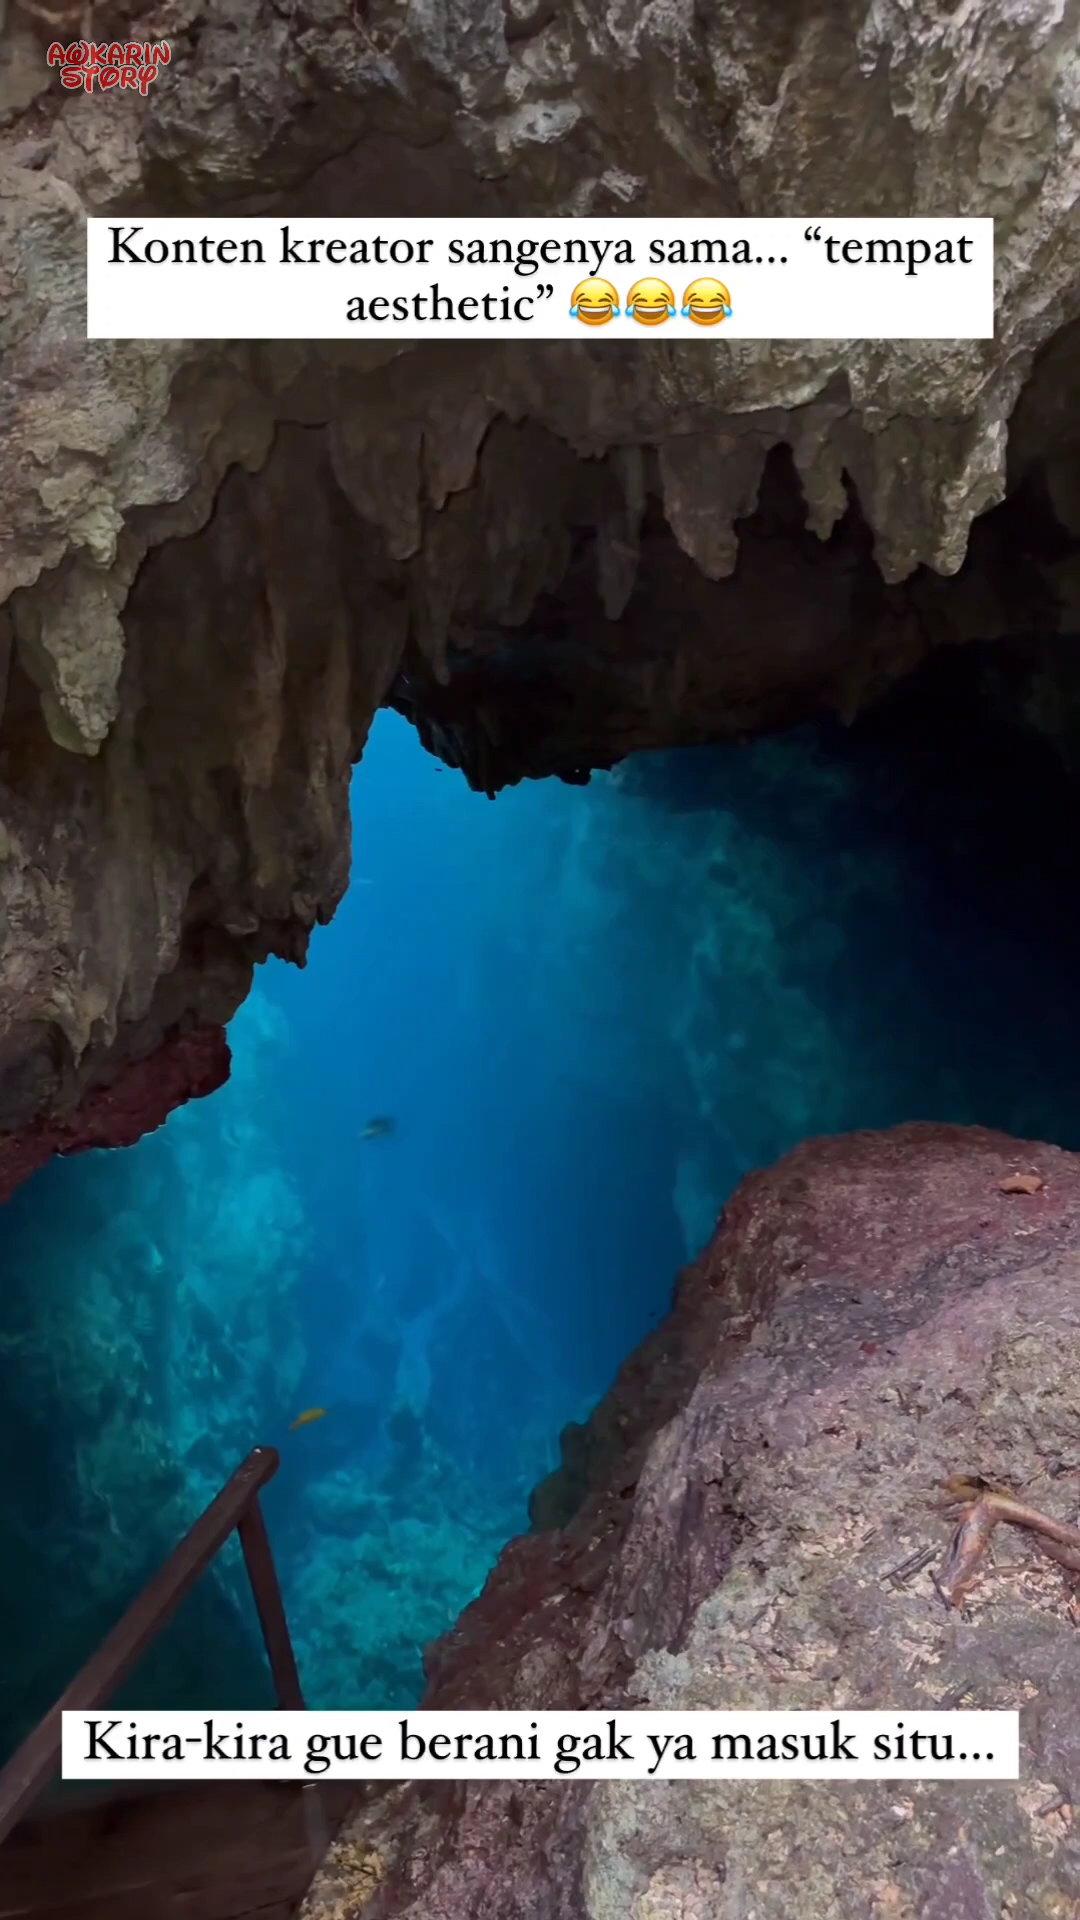 AWKARIN
STORY
Konten kreator sangenya sama... “tempat
aesthetic” 😂😂😂
Kira-kira gue berani gak ya masuk situ...